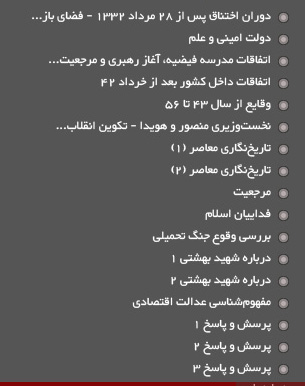 دوران اختناق پس از ۲۸ مرداد ۱۳۳۲ - فضای باز...
دولت امینی و علم
اتفاقات مدرسه فیضیه، آغاز رهبری و مرجعیت...
اتفاقات داخل کشور بعد از خرداد ۴۲
وقایع از سال ۴۳ تا ۵۶
نخست‌وزیری منصور و هویدا - تکوین انقلاب...
تاریخ‌نگاری معاصر (۱)
تاریخ‌نگاری معاصر (۲)
مرجعیت
فداییان اسلام
بررسی وقوع جنگ تحمیلی
درباره شهید بهشتی ۱
درباره شهید بهشتی ۲
مفهوم‌شناسی عدالت اقتصادی
پرسش و پاسخ ۱
پرسش و پاسخ ۲
پرسش و پاسخ ۳